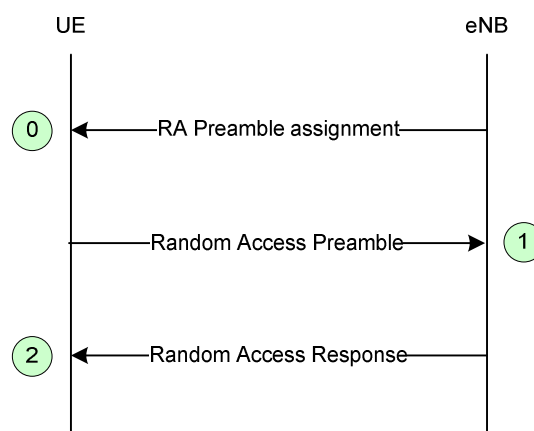 UE
eNB
0
RA Preamble assignment
Random Access Preamble
1
2
Random Access Response